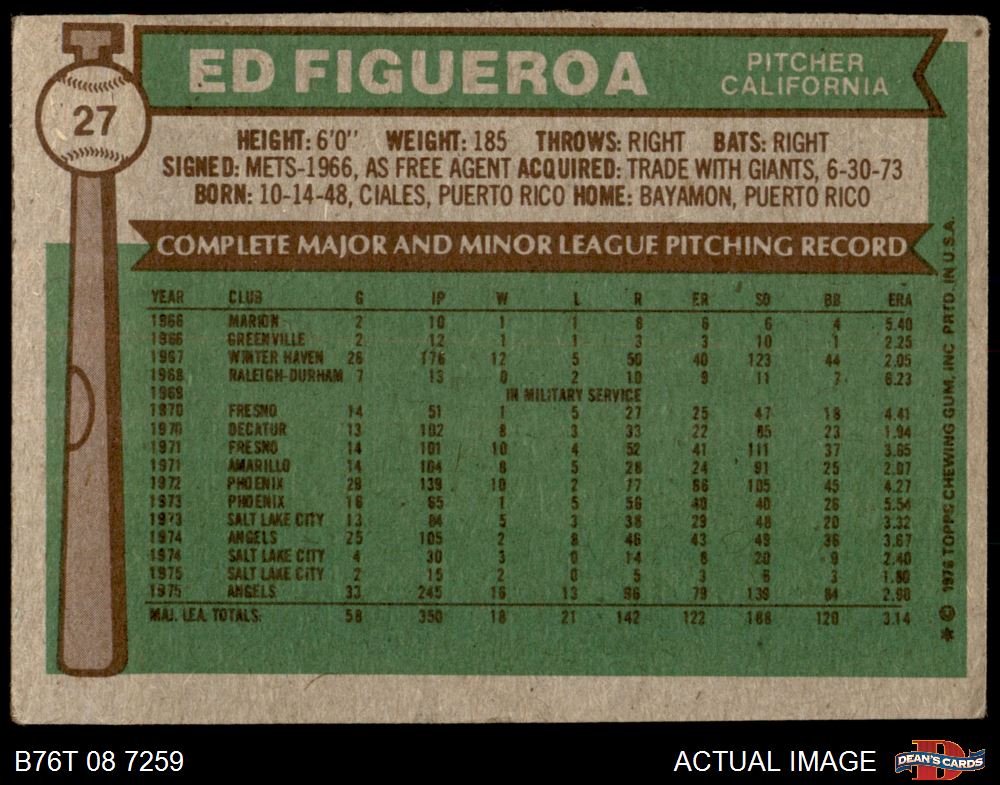 ED FIGUEROA
PITCHER
CALIFORNIA
27
HEIGHT: 6'0" WEIGHT: 185 THROWS: RIGHT BATS: RIGHT
SIGNED: METS-1966, AS FREE AGENT ACQUIRED: TRADE WITH GIANTS, 6-30-73
BORN: 10-14-48, CIALES, PUERTO RICO HOME: BAYAMON, PUERTO RICO
COMPLETE MAJOR AND MINOR LEAGUE PITCHING RECORD
YEAR CLUB G IP W L R ER SO BB ERA
1966 MARION 2 10 1 1 8 6 6 4 5.40
1966 GREENVILLE 2 12 1 1 3 3 10 1 2.25
1967 WINTER HAVEN 26 176 12 5 50 40 123 44 2.05
1968 RALEIGH-DURHAM 7 13 0 2 10 9 11 7 6.23
1969 IN MILITARY SERVICE
1970 FRESNO 14 51 1 5 27 25 47 18 4.41
1970 DECATUR 13 102 8 3 33 22 85 23 1.94
1971 FRESNO 14 101 10 4 52 41 111 37 3.65
1971 AMARILLO 14 104 8 5 28 24 91 25 2.07
1972 PHOENIX 29 139 10 2 77 66 105 45 4.27
1973 PHOENIX 16 65 1 5 56 40 40 26 5.54
1973 SALT LAKE CITY 13 84 5 3 38 29 48 20 3.32
1974 ANGELS 25 105 2 8 46 43 49 36 3.67
1974 SALT LAKE CITY 4 30 3 0 14 8 20 9 2.40
1975 SALT LAKE CITY 2 15 2 0 5 3 6 3 1.80
1975 ANGELS 33 245 16 13 96 79 139 84 2.90
MAJ. LEA. TOTALS: 58 350 18 21 142 122 188 120 3.14
* © 1976 TOPPS CHEWING GUM, INC PRTD. IN U.S.A.
B76T 08 7259
ACTUAL IMAGE
D
DEAN'S CARDS